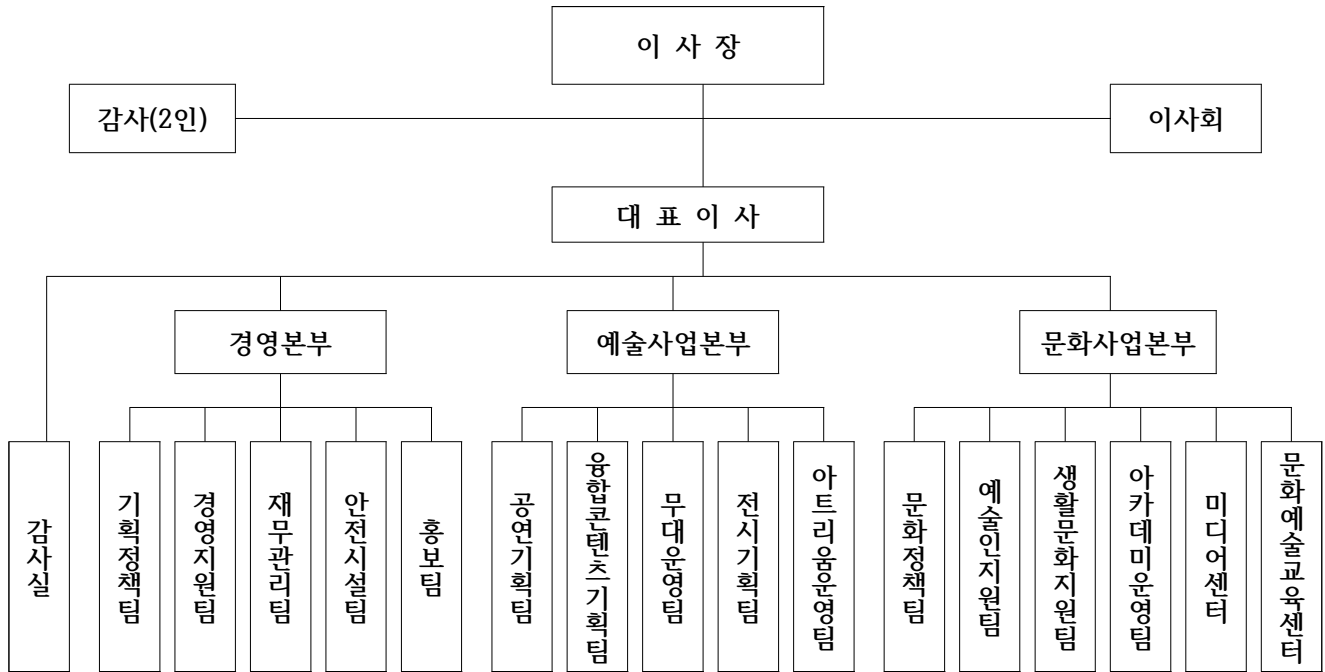 이 사 장
감사(2인)
이사회
대 표 이 사
경영본부
예술사업본부
문화사업본부
감사실
기획정책팀
경영지원팀
재무관리팀
안전시설팀
홍보팀
공연기획팀
융합콘텐츠기획팀
무대운영팀
전시기획팀
아트리움운영팀
문화정책팀
예술인지원팀
생활문화지원팀
아카데미운영팀
미디어센터
문화예술교육센터